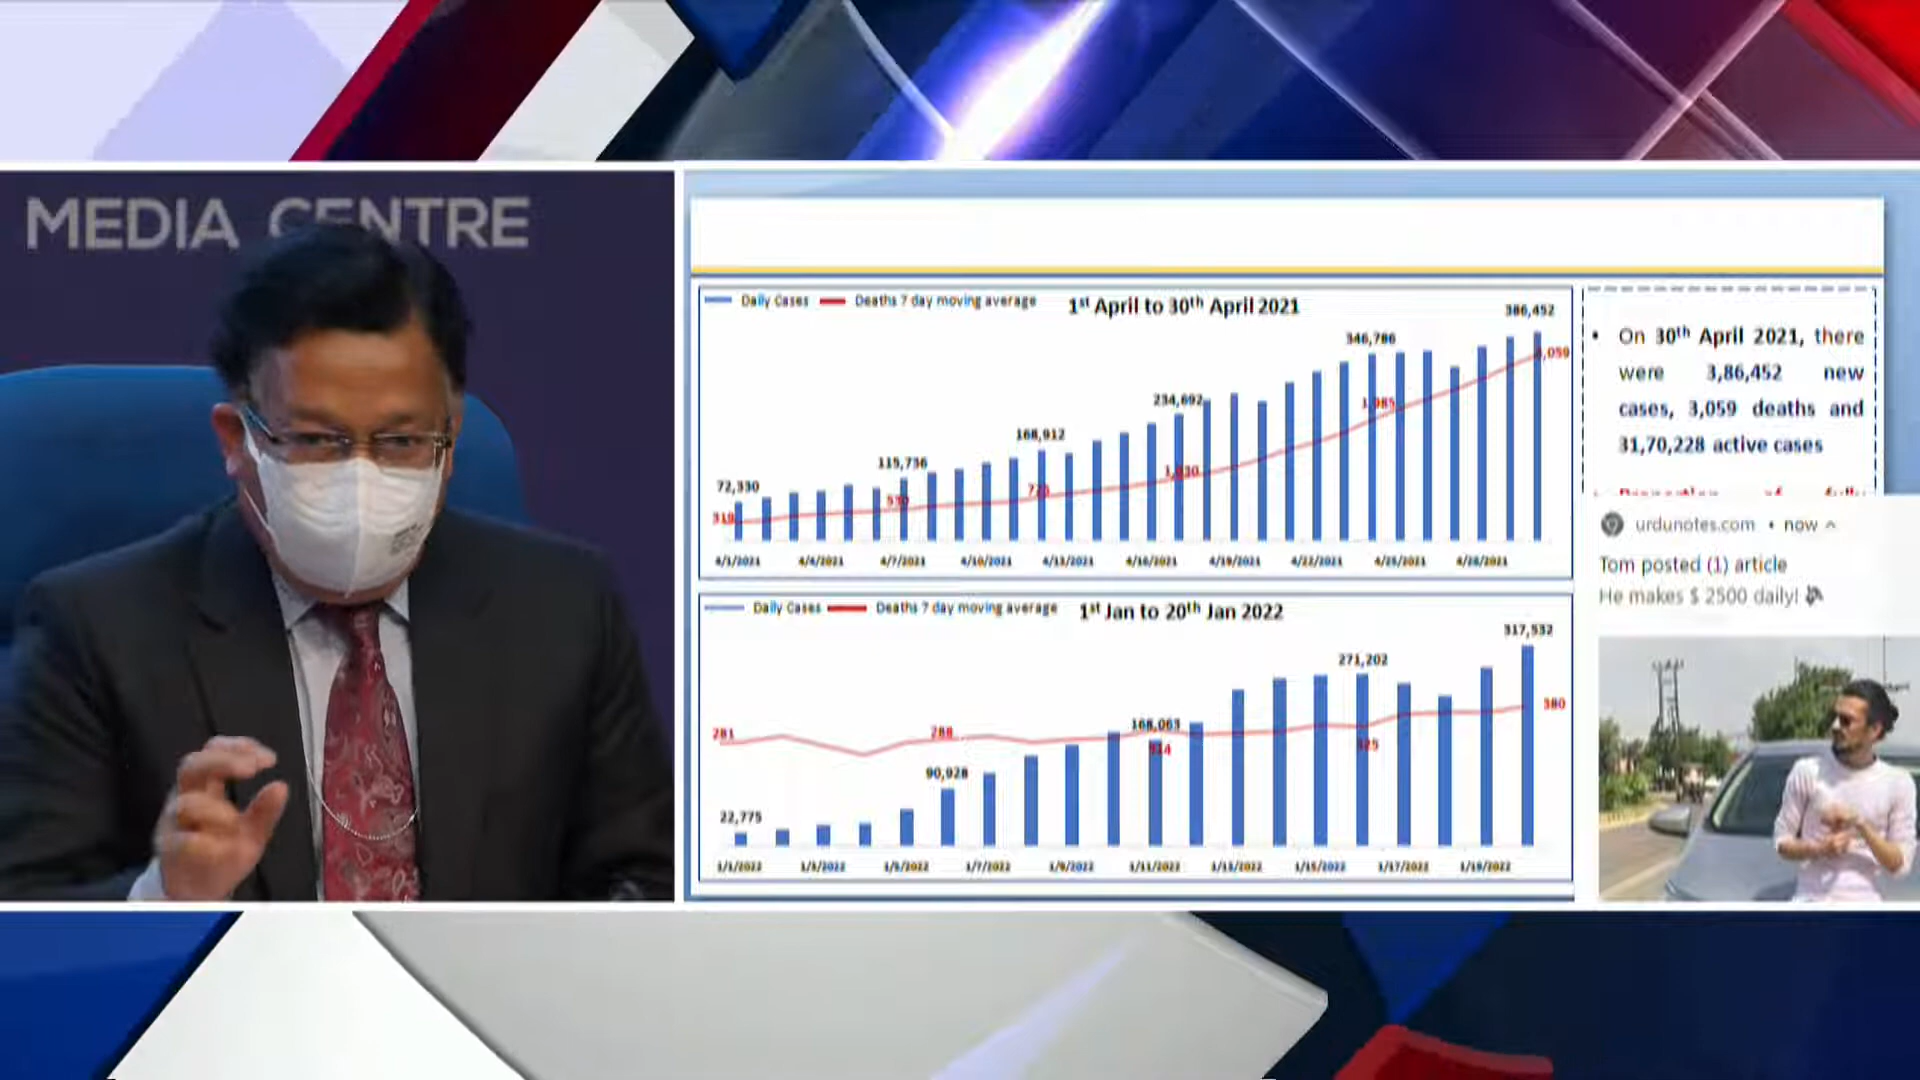 MEDIA CENTRE
Daily Cases
Deaths 7 day moving average
1st April to 30th April 2021
386,452
346,786
234,692
168,912
115,736
72,330
319
1,030
4/1/2021 4/4/2021 4/7/2021 4/10/2021 4/13/2021 4/16/2021 4/19/2021 4/22/2021 4/25/2021 4/28/2021
Daily Cases
Deaths 7 day moving average
1st Jan to 20th Jan 2022
317,532
271,202
168,063
90,928
22,775
281
288
380
1/1/2022 1/3/2022 1/5/2022 1/7/2022 1/9/2022 1/11/2022 1/13/2022 1/15/2022 1/17/2022 1/19/2022
• On 30th April 2021, there
were 3,86,452 new
cases, 3,059 deaths and
31,70,228 active cases
urdunotes.com • now
Tom posted (1) article
He makes $ 2500 daily!